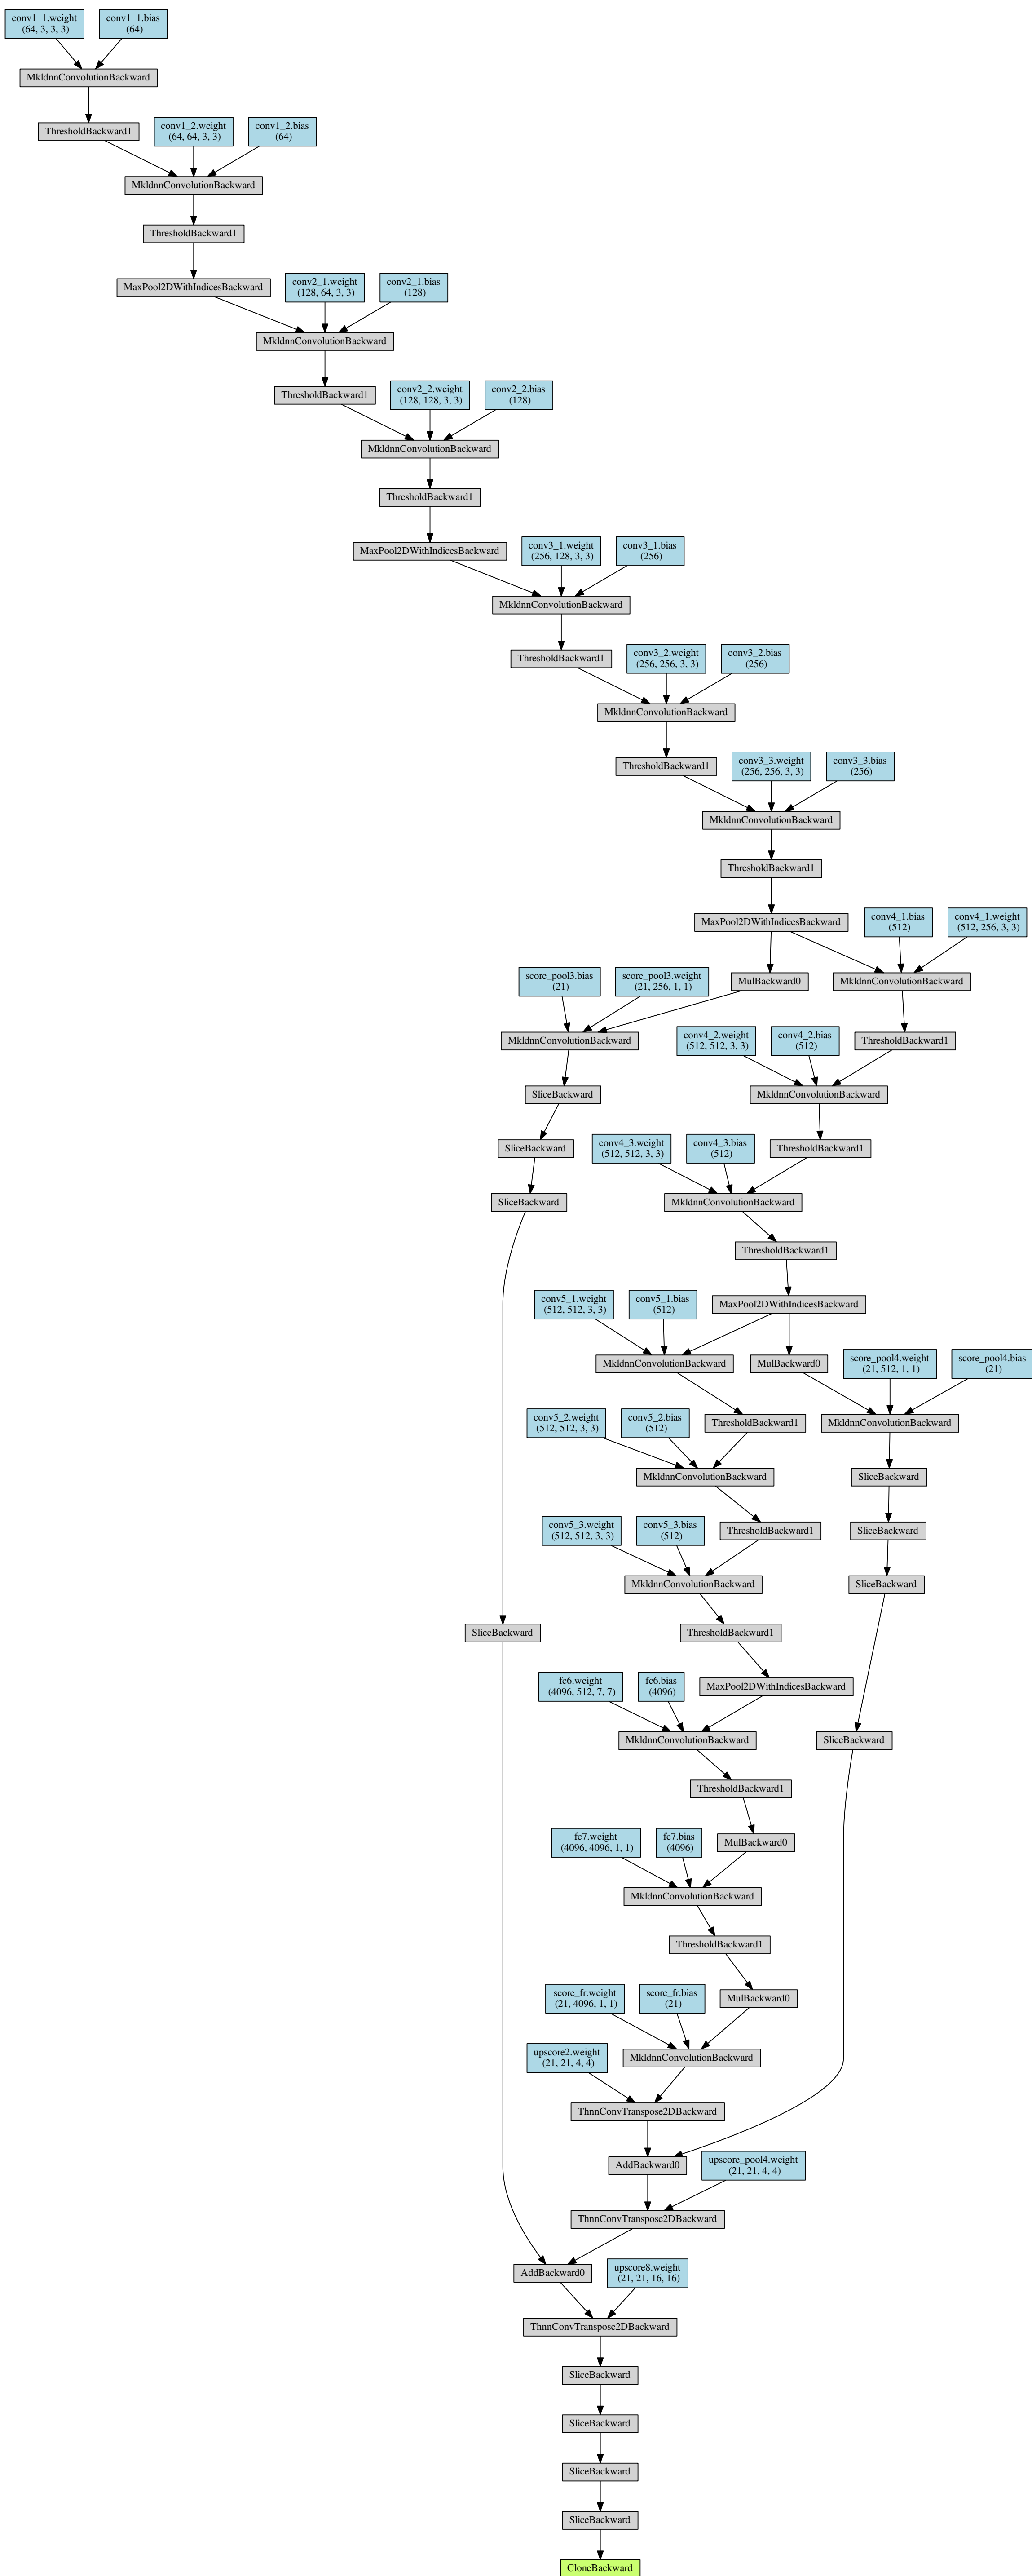 conv1_1.weight
(64, 3, 3, 3)
conv1_1.bias
(64)
MkldnnConvolutionBackward
ThresholdBackward1
conv1_2.weight
(64, 64, 3, 3)
conv1_2.bias
(64)
MkldnnConvolutionBackward
ThresholdBackward1
MaxPool2DWithIndicesBackward
conv2_1.weight
(128, 64, 3, 3)
conv2_1.bias
(128)
MkldnnConvolutionBackward
ThresholdBackward1
conv2_2.weight
(128, 128, 3, 3)
conv2_2.bias
(128)
MkldnnConvolutionBackward
ThresholdBackward1
MaxPool2DWithIndicesBackward
conv3_1.weight
(256, 128, 3, 3)
conv3_1.bias
(256)
MkldnnConvolutionBackward
ThresholdBackward1
conv3_2.weight
(256, 256, 3, 3)
conv3_2.bias
(256)
MkldnnConvolutionBackward
ThresholdBackward1
conv3_3.weight
(256, 256, 3, 3)
conv3_3.bias
(256)
MkldnnConvolutionBackward
ThresholdBackward1
MaxPool2DWithIndicesBackward
conv4_1.bias
(512)
conv4_1.weight
(512, 256, 3, 3)
score_pool3.bias
(21)
score_pool3.weight
(21, 256, 1, 1)
MulBackward0
MkldnnConvolutionBackward
MkldnnConvolutionBackward
conv4_2.weight
(512, 512, 3, 3)
conv4_2.bias
(512)
ThresholdBackward1
SliceBackward
MkldnnConvolutionBackward
SliceBackward
conv4_3.weight
(512, 512, 3, 3)
conv4_3.bias
(512)
ThresholdBackward1
SliceBackward
MkldnnConvolutionBackward
ThresholdBackward1
conv5_1.weight
(512, 512, 3, 3)
conv5_1.bias
(512)
MaxPool2DWithIndicesBackward
MkldnnConvolutionBackward
MulBackward0
score_pool4.weight
(21, 512, 1, 1)
score_pool4.bias
(21)
conv5_2.weight
(512, 512, 3, 3)
conv5_2.bias
(512)
ThresholdBackward1
MkldnnConvolutionBackward
MkldnnConvolutionBackward
SliceBackward
conv5_3.weight
(512, 512, 3, 3)
conv5_3.bias
(512)
ThresholdBackward1
SliceBackward
MkldnnConvolutionBackward
SliceBackward
SliceBackward
ThresholdBackward1
fc6.weight
(4096, 512, 7, 7)
fc6.bias
(4096)
MaxPool2DWithIndicesBackward
MkldnnConvolutionBackward
SliceBackward
ThresholdBackward1
fc7.weight
(4096, 4096, 1, 1)
fc7.bias
(4096)
MulBackward0
MkldnnConvolutionBackward
ThresholdBackward1
score_fr.weight
(21, 4096, 1, 1)
score_fr.bias
(21)
MulBackward0
upscore2.weight
(21, 21, 4, 4)
MkldnnConvolutionBackward
ThnnConvTranspose2DBackward
AddBackward0
upscore_pool4.weight
(21, 21, 4, 4)
ThnnConvTranspose2DBackward
AddBackward0
upscore8.weight
(21, 21, 16, 16)
ThnnConvTranspose2DBackward
SliceBackward
SliceBackward
SliceBackward
SliceBackward
CloneBackward